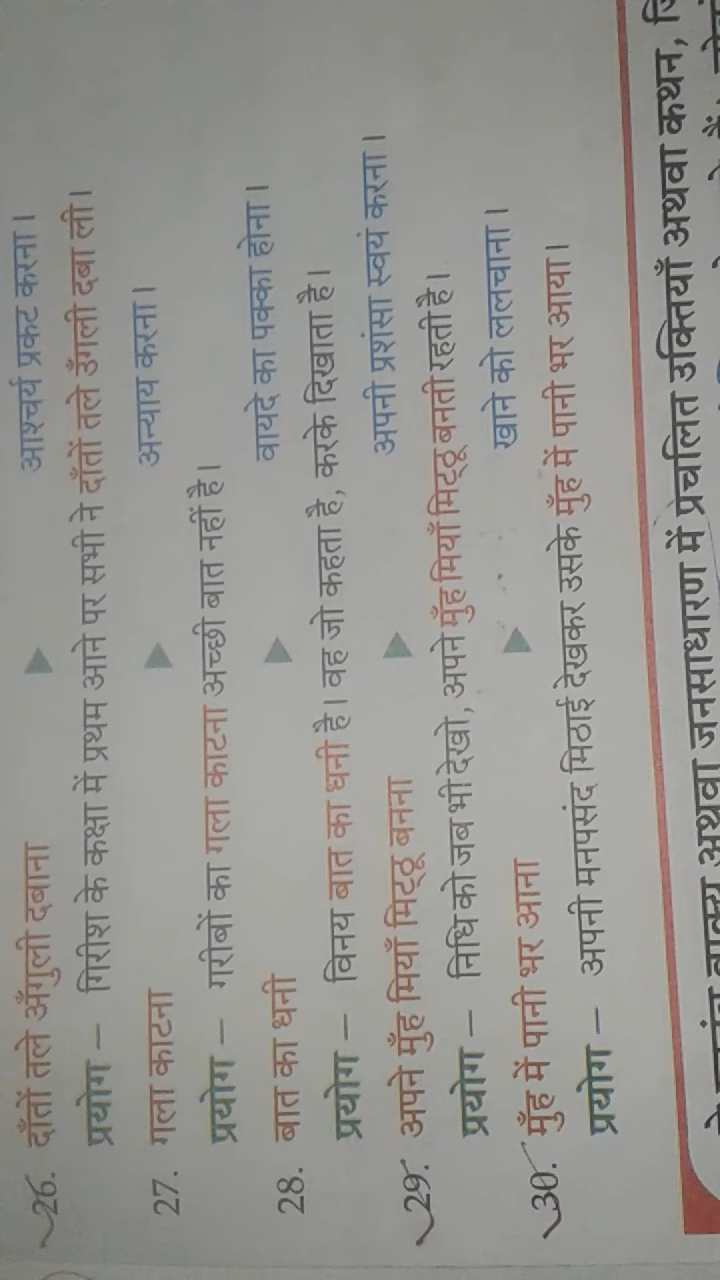 26. दाँतों तले अँगुली दबाना ▶ आश्चर्य प्रकट करना।
प्रयोग – गिरीश के कक्षा में प्रथम आने पर सभी ने दाँतों तले उँगली दबा ली।
27. गला काटना ▶ अन्याय करना।
प्रयोग – गरीबों का गला काटना अच्छी बात नहीं है।
28. बात का धनी ▶ वायदे का पक्का होना।
प्रयोग – विनय बात का धनी है। वह जो कहता है, करके दिखाता है।
29. अपने मुँह मियाँ मिट्ठू बनना ▶ अपनी प्रशंसा स्वयं करना।
प्रयोग – निधि को जब भी देखो, अपने मुँह मियाँ मिट्ठू बनती रहती है।
30. मुँह में पानी भर आना ▶ खाने को ललचाना।
प्रयोग – अपनी मनपसंद मिठाई देखकर उसके मुँह में पानी भर आया।
अथवा जनसाधारण में प्रचलित उक्तियाँ अथवा कथन,